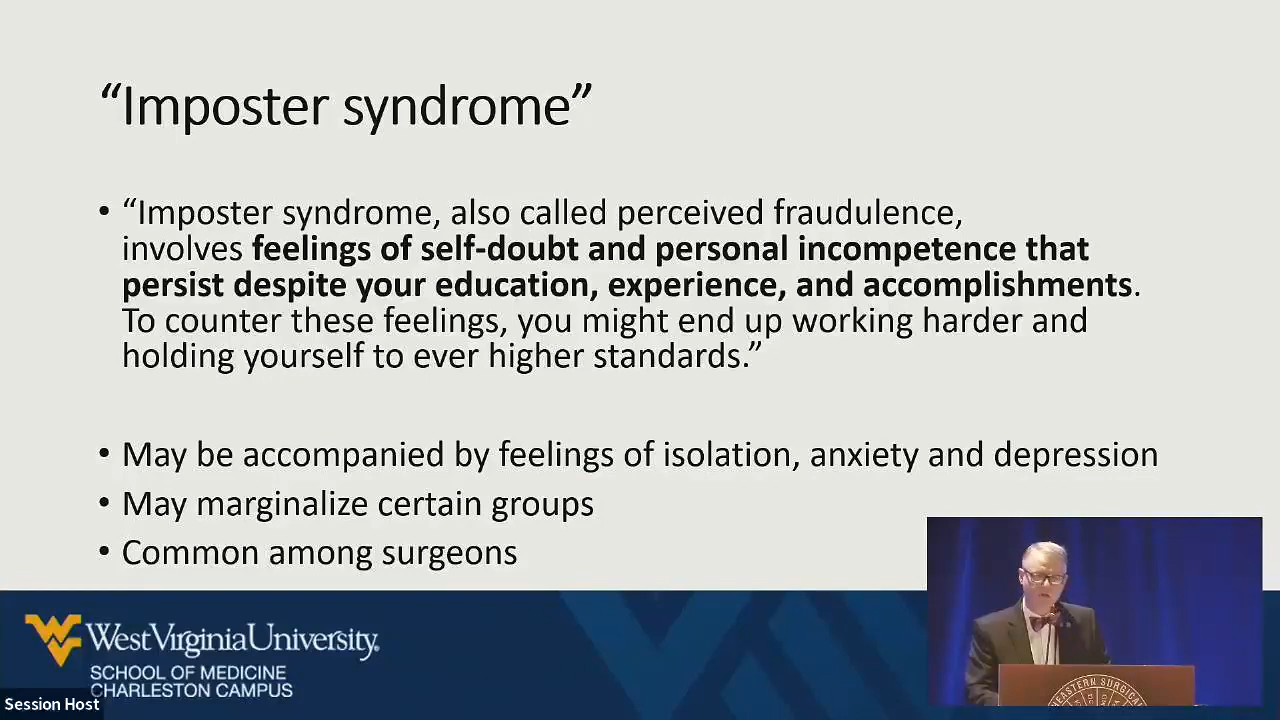 “Imposter syndrome”
• “Imposter syndrome, also called perceived fraudulence,
involves feelings of self-doubt and personal incompetence that
persist despite your education, experience, and accomplishments.
To counter these feelings, you might end up working harder and
holding yourself to ever higher standards.”
• May be accompanied by feelings of isolation, anxiety and depression
• May marginalize certain groups
• Common among surgeons
WestVirginiaUniversity.
SCHOOL OF MEDICINE
CHARLESTON CAMPUS
Session Host
EASTERN SURGICA